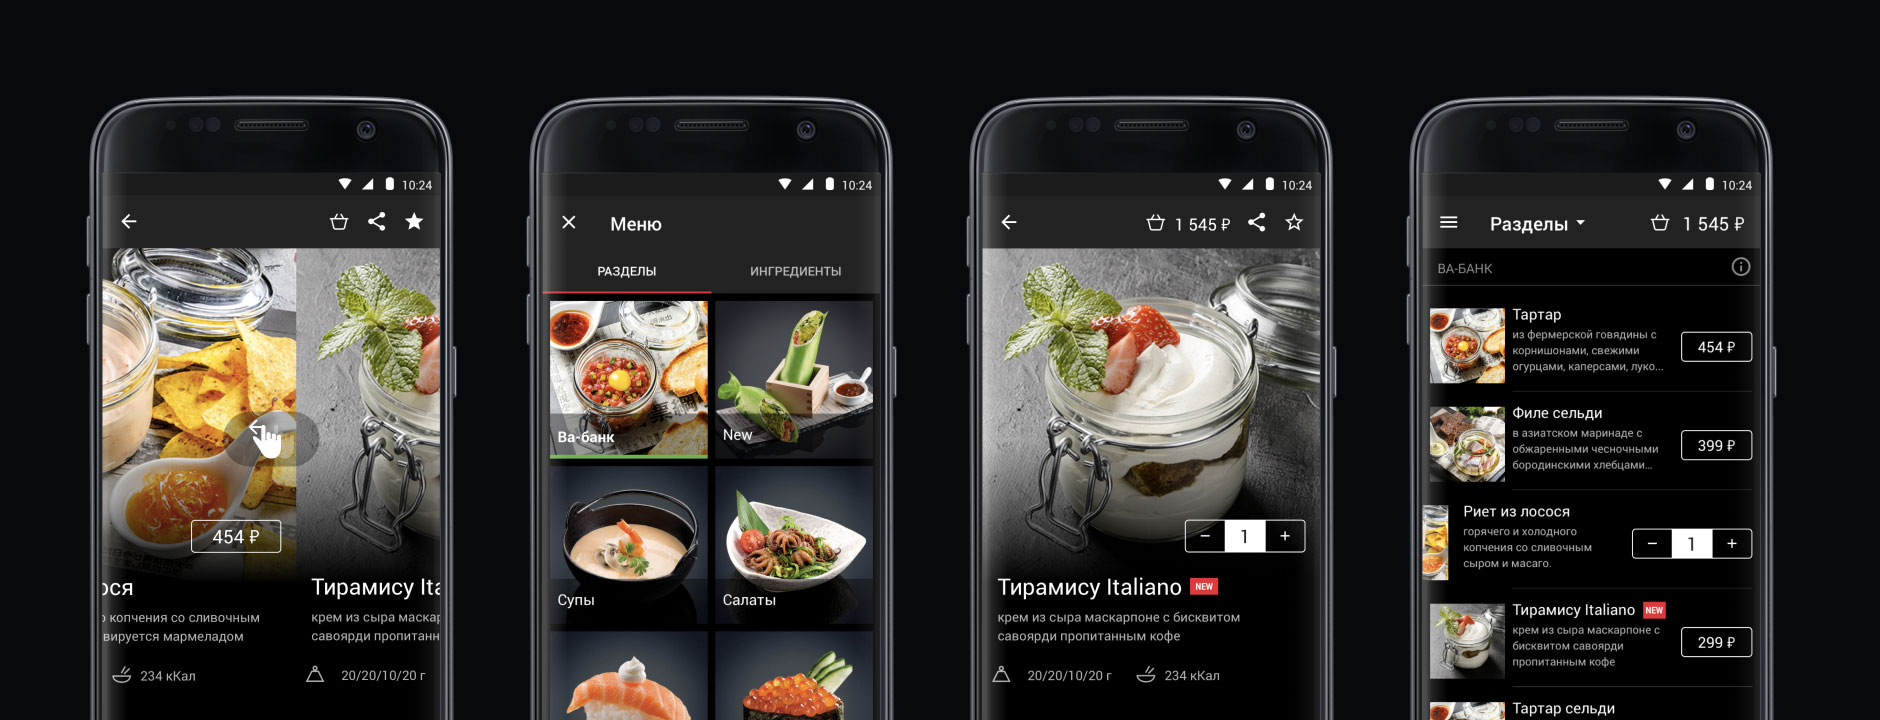 10:24
454 ₽
ося
Тирамису Ita
копчения со сливочным
вируется мармеладом
крем из сыра маскар
савоярди пропитанн
234 кКал
20/20/10/20 г
10:24
Меню
РАЗДЕЛЫ
ИНГРЕДИЕНТЫ
Ва-банк
New
Супы
Салаты
10:24
1 545 ₽
− 1 +
Тирамису Italiano NEW
крем из сыра маскарпоне с бисквитом
савоярди пропитанным кофе
20/20/10/20 г
234 кКал
10:24
Разделы
1 545 ₽
ВА-БАНК
Тартар
из фермерской говядины с
корнишонами, свежими
огурцами, каперсами, луко...
454 ₽
Филе сельди
в азиатском маринаде с
обжаренными чесночными
бородинскими хлебцами...
399 ₽
Риет из лосося
горячего и холодного
копчения со сливочным
сыром и масаго.
− 1 +
Тирамису Italiano NEW
крем из сыра маскарпоне с
бисквитом савоярди
пропитанным кофе
299 ₽
Тартар сельди